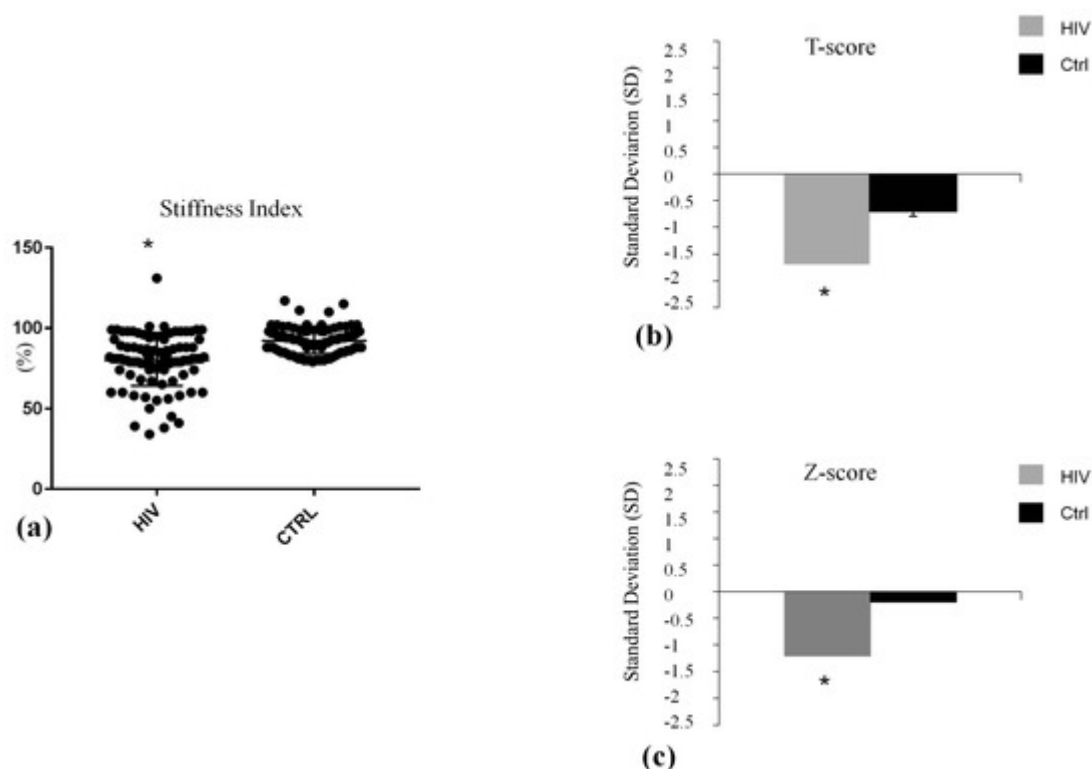 Stiffness Index
*
150
100
50
0
(%)
HIV
CTRL
(a)
T-score
HIV
Ctrl
Standard Deviarion (SD)
2.5
2
1.5
1
0.5
0
-0.5
-1
-1.5
-2
-2.5
*
(b)
Z-score
HIV
Ctrl
Standard Deviation (SD)
2.5
2
1.5
1
0.5
0
-0.5
-1
-1.5
-2
-2.5
*
(c)